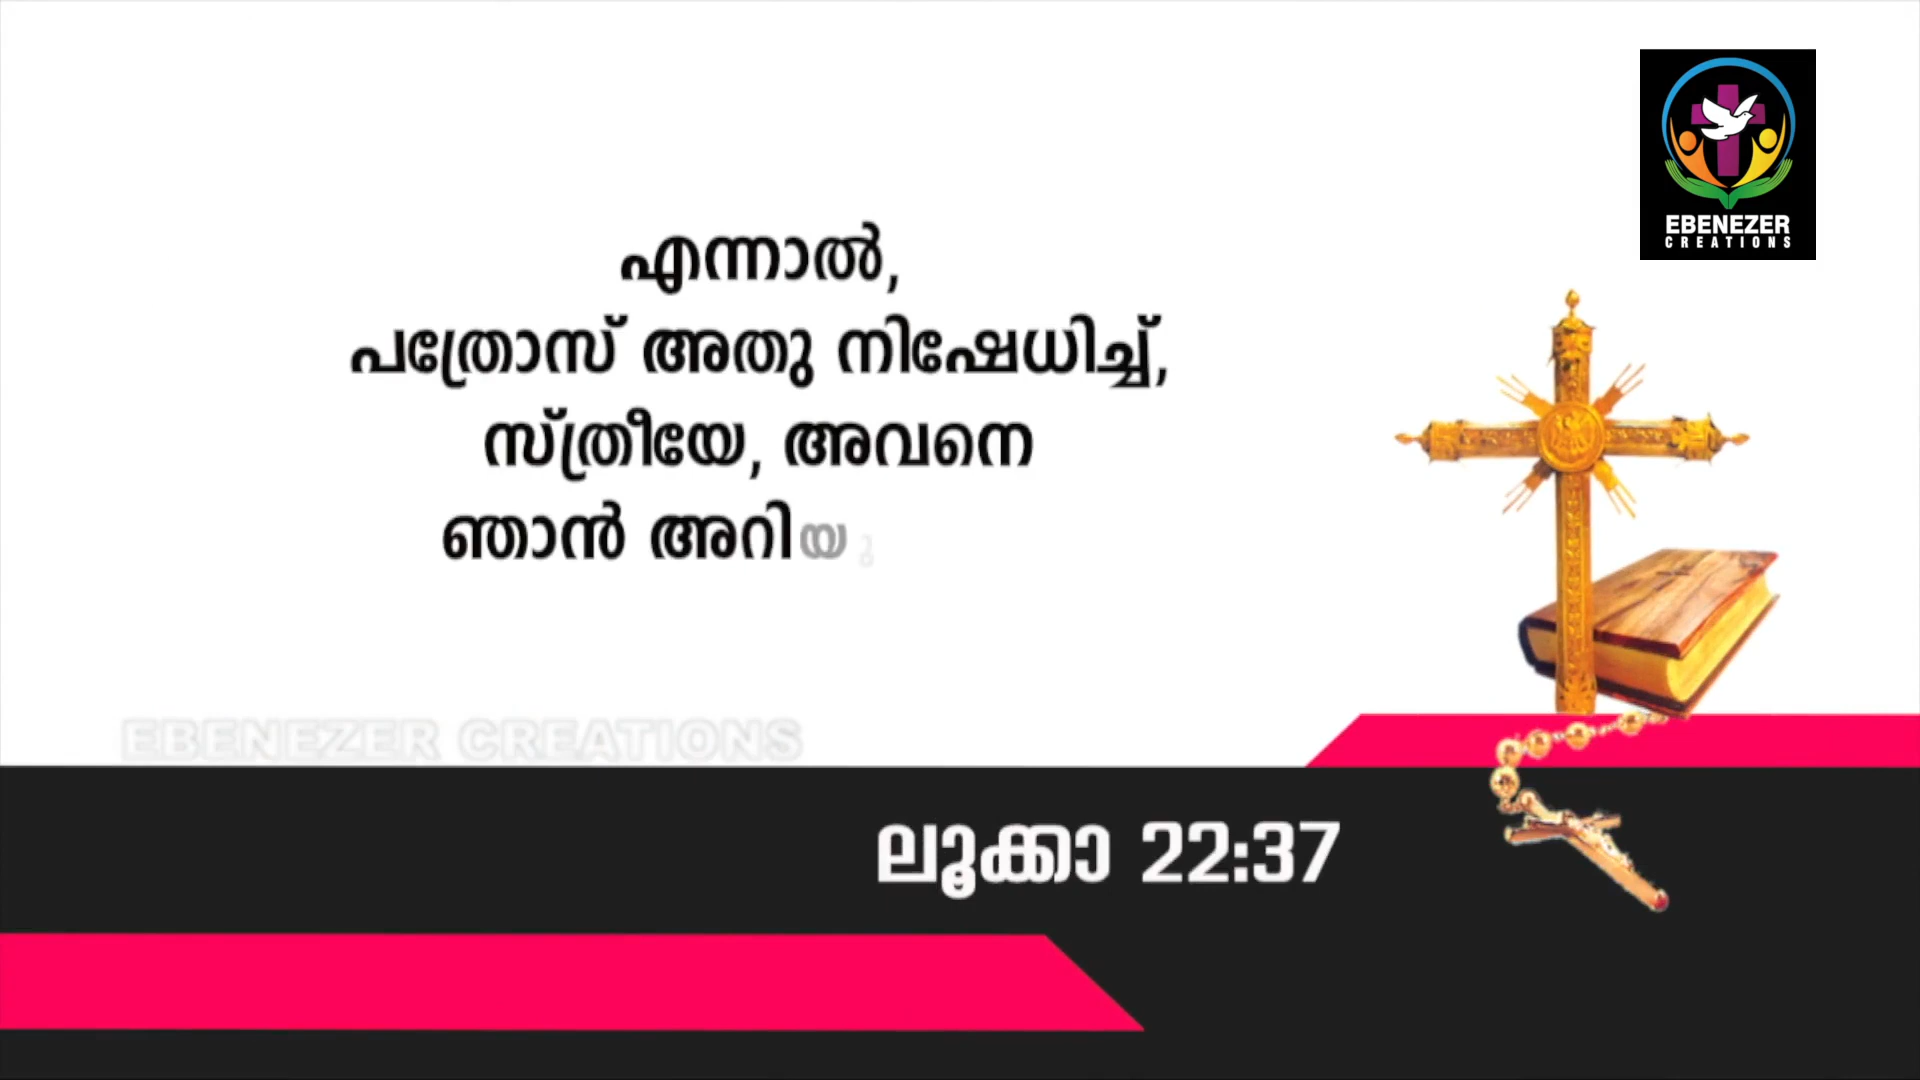 EBENEZER
CREATIONS
എന്നാൽ,
പത്രോസ് അതു നിഷേധിച്ച്,
സ്ത്രീയേ, അവനെ
ഞാൻ അറിയു
EBENEZER CREATIONS
ലൂക്കാ 22:37